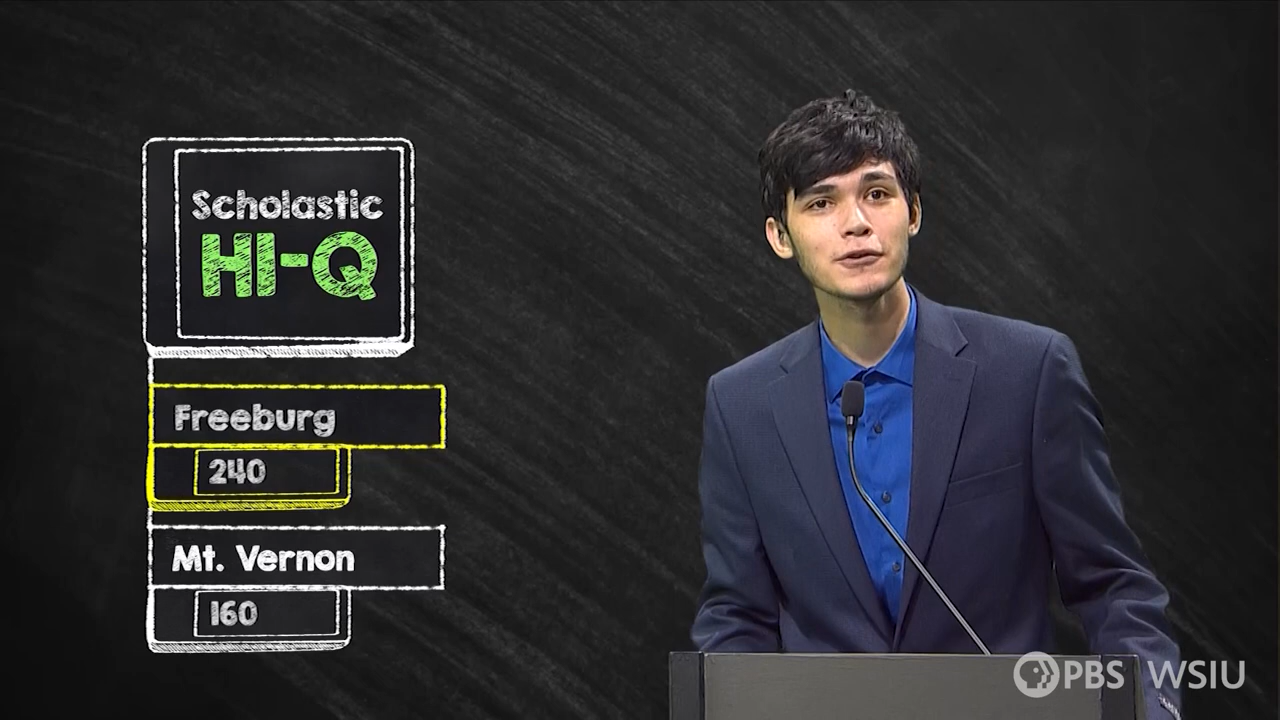 Scholastic
HI-Q
Freeburg
240
Mt. Vernon
160
PBS WSIU